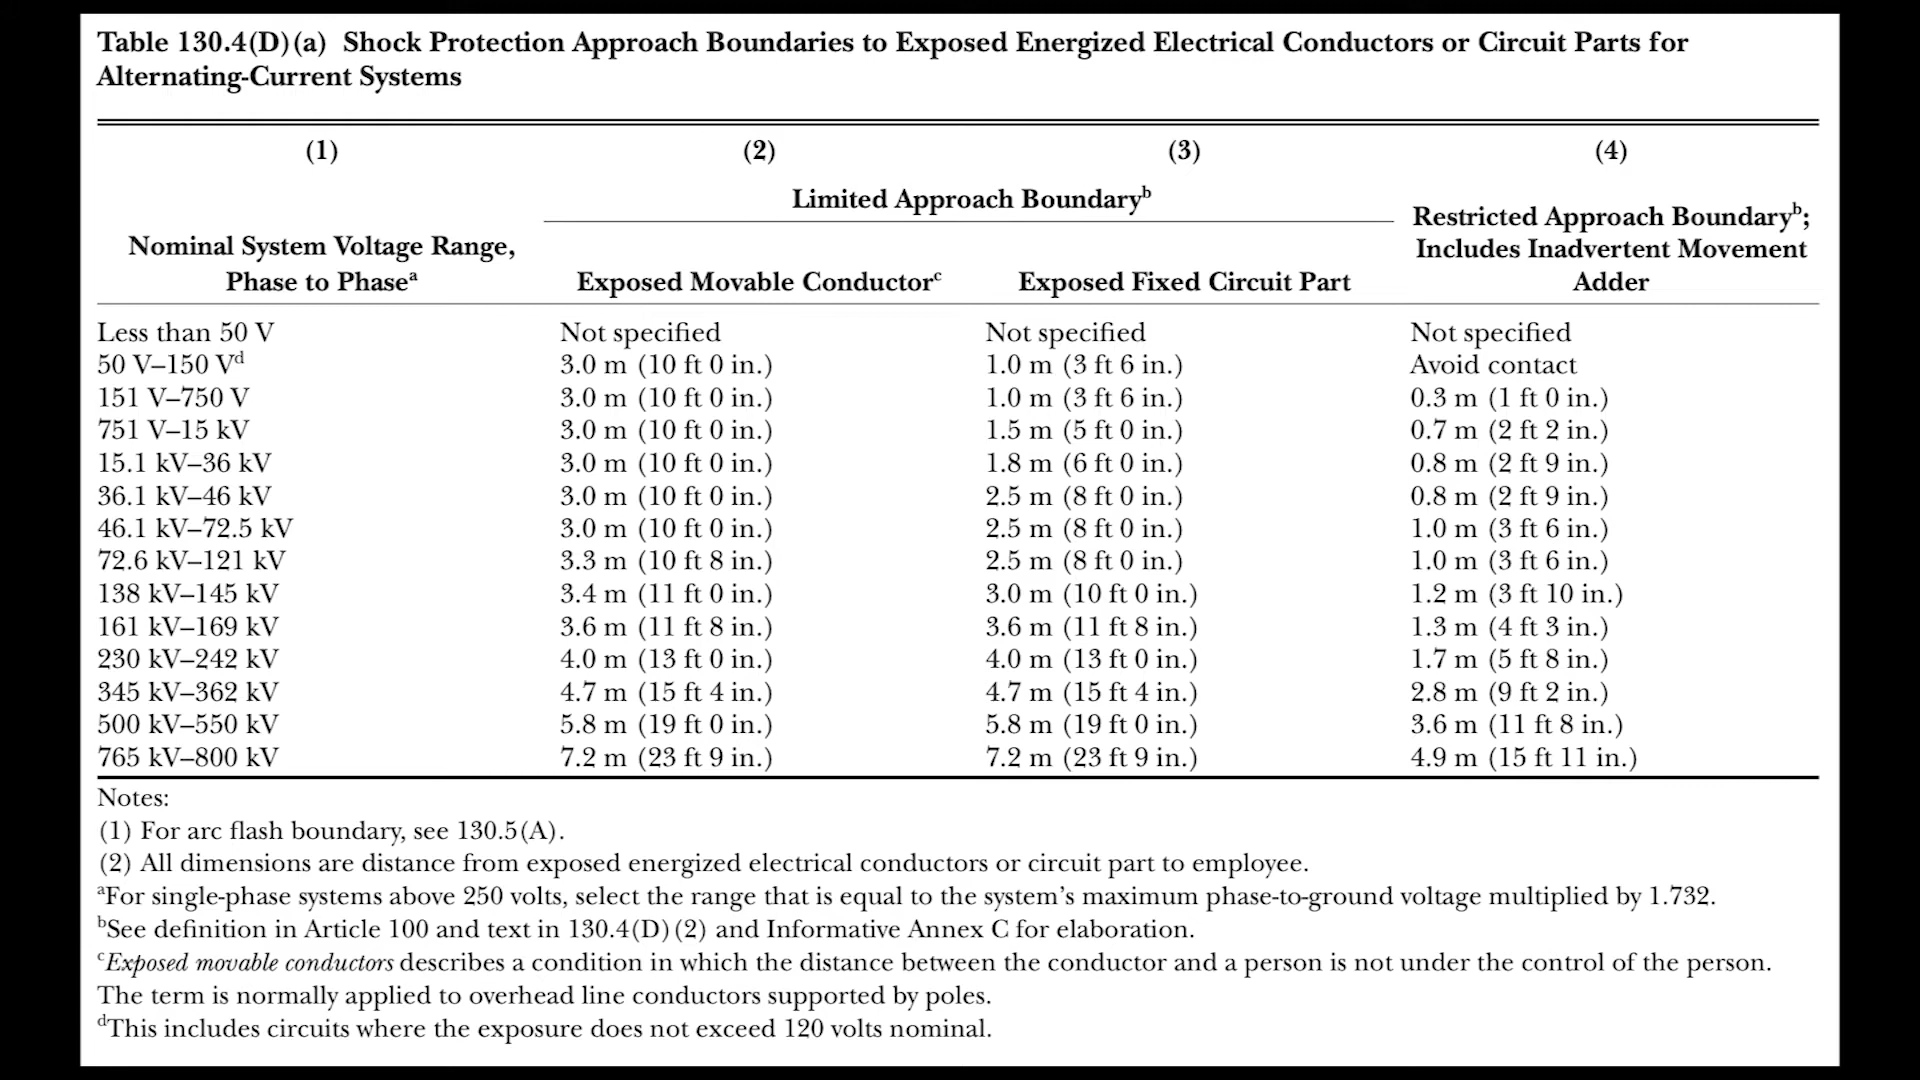 Table 130.4(D)(a) Shock Protection Approach Boundaries to Exposed Energized Electrical Conductors or Circuit Parts for
Alternating-Current Systems
(1) (2) (3) (4)
Limited Approach Boundaryᵇ
Nominal System Voltage Range,
Phase to Phaseᵃ
Exposed Movable Conductorᶜ
Exposed Fixed Circuit Part
Restricted Approach Boundaryᵇ;
Includes Inadvertent Movement
Adder
Less than 50 V Not specified Not specified Not specified
50 V–150 Vᵈ 3.0 m (10 ft 0 in.) 1.0 m (3 ft 6 in.) Avoid contact
151 V–750 V 3.0 m (10 ft 0 in.) 1.0 m (3 ft 6 in.) 0.3 m (1 ft 0 in.)
751 V–15 kV 3.0 m (10 ft 0 in.) 1.5 m (5 ft 0 in.) 0.7 m (2 ft 2 in.)
15.1 kV–36 kV 3.0 m (10 ft 0 in.) 1.8 m (6 ft 0 in.) 0.8 m (2 ft 9 in.)
36.1 kV–46 kV 3.0 m (10 ft 0 in.) 2.5 m (8 ft 0 in.) 0.8 m (2 ft 9 in.)
46.1 kV–72.5 kV 3.0 m (10 ft 0 in.) 2.5 m (8 ft 0 in.) 1.0 m (3 ft 6 in.)
72.6 kV–121 kV 3.3 m (10 ft 8 in.) 2.5 m (8 ft 0 in.) 1.0 m (3 ft 6 in.)
138 kV–145 kV 3.4 m (11 ft 0 in.) 3.0 m (10 ft 0 in.) 1.2 m (3 ft 10 in.)
161 kV–169 kV 3.6 m (11 ft 8 in.) 3.6 m (11 ft 8 in.) 1.3 m (4 ft 3 in.)
230 kV–242 kV 4.0 m (13 ft 0 in.) 4.0 m (13 ft 0 in.) 1.7 m (5 ft 8 in.)
345 kV–362 kV 4.7 m (15 ft 4 in.) 4.7 m (15 ft 4 in.) 2.8 m (9 ft 2 in.)
500 kV–550 kV 5.8 m (19 ft 0 in.) 5.8 m (19 ft 0 in.) 3.6 m (11 ft 8 in.)
765 kV–800 kV 7.2 m (23 ft 9 in.) 7.2 m (23 ft 9 in.) 4.9 m (15 ft 11 in.)
Notes:
(1) For arc flash boundary, see 130.5(A).
(2) All dimensions are distance from exposed energized electrical conductors or circuit part to employee.
ᵃFor single-phase systems above 250 volts, select the range that is equal to the system’s maximum phase-to-ground voltage multiplied by 1.732.
ᵇSee definition in Article 100 and text in 130.4(D)(2) and Informative Annex C for elaboration.
ᶜExposed movable conductors describes a condition in which the distance between the conductor and a person is not under the control of the person.
The term is normally applied to overhead line conductors supported by poles.
ᵈThis includes circuits where the exposure does not exceed 120 volts nominal.